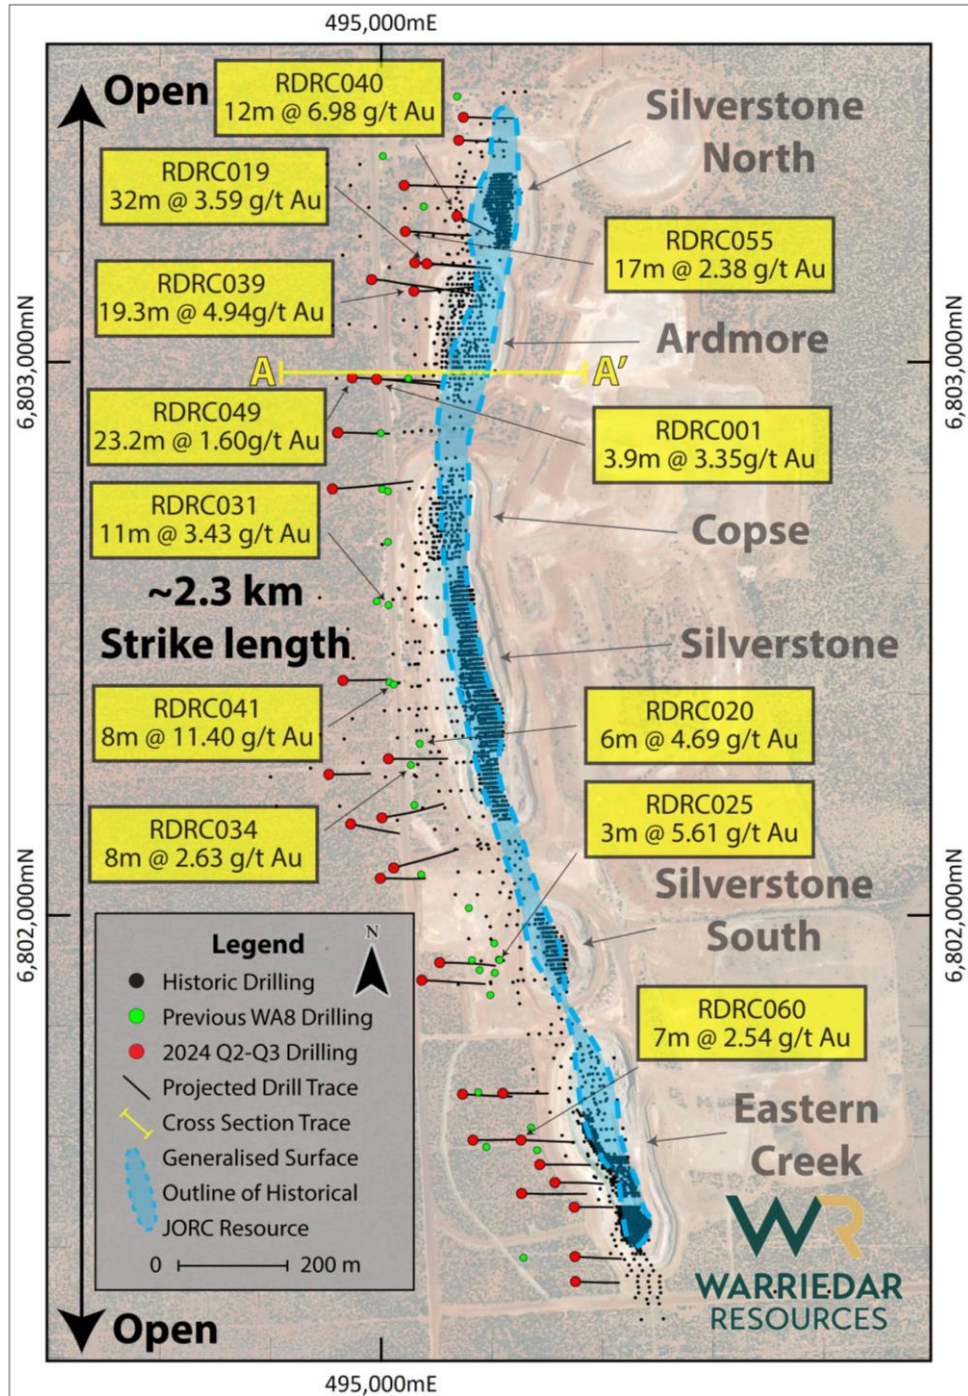 495,000mE
Open
RDRC040
12m @ 6.98 g/t Au
Silverstone
North
RDRC019
32m @ 3.59 g/t Au
RDRC055
17m @ 2.38 g/t Au
RDRC039
19.3m @ 4.94g/t Au
Ardmore
6,803,000mN
6,803,000mN
A
A'
RDRC049
23.2m @ 1.60g/t Au
RDRC001
3.9m @ 3.35g/t Au
RDRC031
11m @ 3.43 g/t Au
Copse
~2.3 km
Strike length
Silverstone
RDRC041
8m @ 11.40 g/t Au
RDRC020
6m @ 4.69 g/t Au
RDRC034
8m @ 2.63 g/t Au
RDRC025
3m @ 5.61 g/t Au
Silverstone
South
6,802,000mN
6,802,000mN
Legend
N
Historic Drilling
Previous WA8 Drilling
2024 Q2-Q3 Drilling
Projected Drill Trace
Cross Section Trace
Generalised Surface
Outline of Historical
JORC Resource
0 200 m
RDRC060
7m @ 2.54 g/t Au
Eastern
Creek
WR
WARRIEDAR
RESOURCES
Open
495,000mE